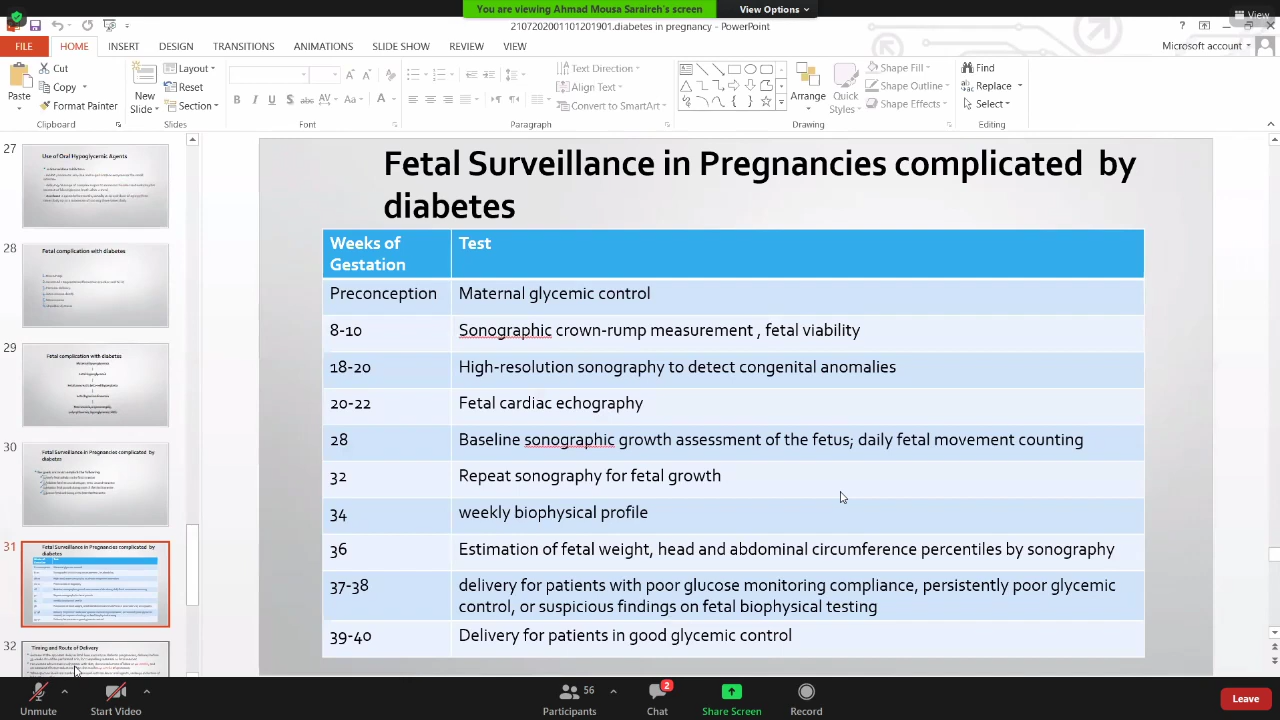 You are viewing Ahmad Mousa Saraireh's screen
View Options
View
210720200110120190​1.diabetes in pregnancy - PowerPoint
FILE
HOME
INSERT
DESIGN
TRANSITIONS
ANIMATIONS
SLIDE SHOW
REVIEW
VIEW
Microsoft account
Paste
Cut
Copy
Format Painter
Clipboard
New
Slide
Layout
Reset
Section
Slides
B I U S abc AV Aa A
Font
Text Direction
Align Text
Convert to SmartArt
Paragraph
Arrange
Quick
Styles
Shape Fill
Shape Outline
Shape Effects
Drawing
Find
Replace
Select
Editing
27
Use of Oral Hypoglycemic Agents
28
Fetal complication with diabetes
29
Fetal complication with diabetes
30
Fetal Surveillance in Pregnancies complicated by
diabetes
31
Fetal Surveillance in Pregnancies complicated by
diabetes
32
Timing and Route of Delivery
Fetal Surveillance in Pregnancies complicated by
diabetes
Weeks of
Gestation
Test
Preconception
Maternal glycemic control
8-10
Sonographic crown-rump measurement , fetal viability
18-20
High-resolution sonography to detect congenital anomalies
20-22
Fetal cardiac echography
28
Baseline sonographic growth assessment of the fetus; daily fetal movement counting
32
Repeat sonography for fetal growth
34
weekly biophysical profile
36
Estimation of fetal weight, head and abdominal circumference percentiles by sonography
37-38
delivery for patients with poor successive or compliance, persistently poor glycemic
control or suspicious findings on fetal monitored testing
39-40
Delivery for patients in good glycemic control
Unmute
Start Video
56
Participants
2
Chat
Share Screen
Record
Leave